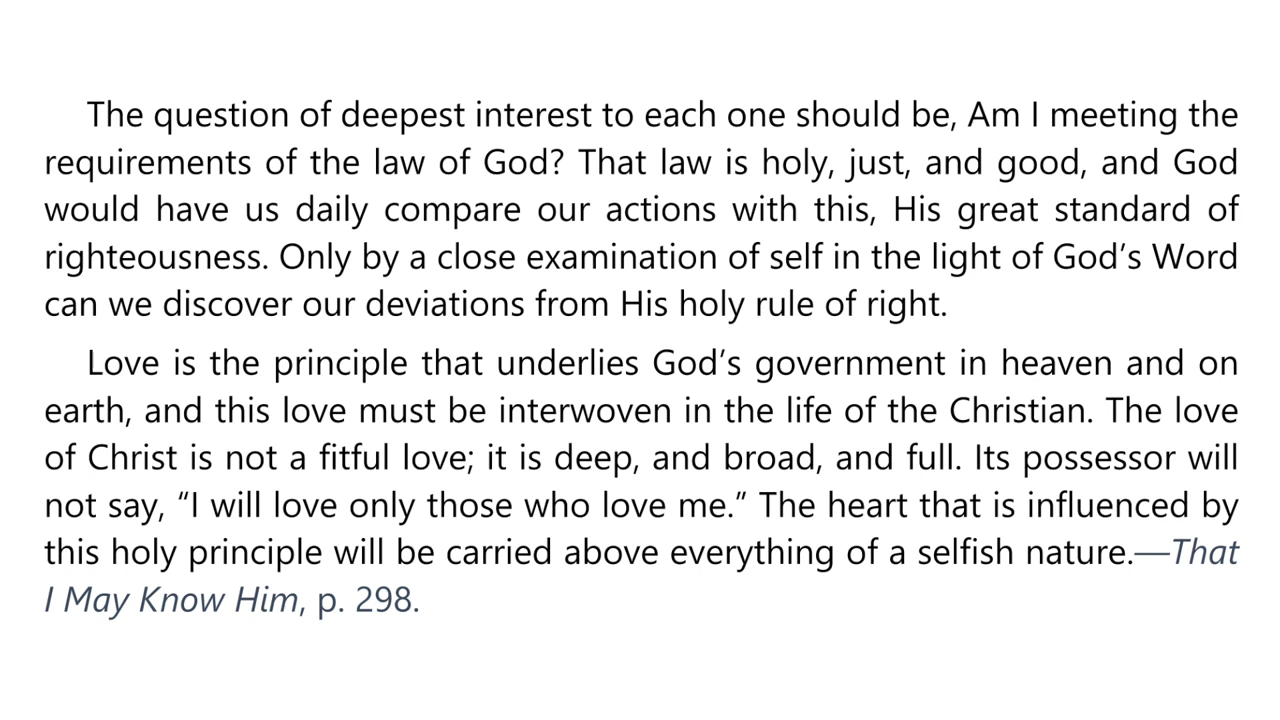 The question of deepest interest to each one should be, Am I meeting the
requirements of the law of God? That law is holy, just, and good, and God
would have us daily compare our actions with this, His great standard of
righteousness. Only by a close examination of self in the light of God’s Word
can we discover our deviations from His holy rule of right.
Love is the principle that underlies God’s government in heaven and on
earth, and this love must be interwoven in the life of the Christian. The love
of Christ is not a fitful love; it is deep, and broad, and full. Its possessor will
not say, “I will love only those who love me.” The heart that is influenced by
this holy principle will be carried above everything of a selfish nature.—That
I May Know Him, p. 298.